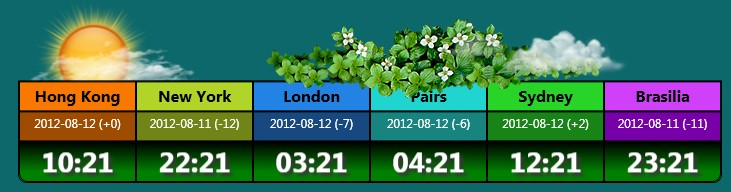 Hong Kong New York London Pairs Sydney Brasilia
2012-08-12 (+0) 2012-08-11 (-12) 2012-08-12 (-7) 2012-08-12 (-6) 2012-08-12 (+2) 2012-08-11 (-11)
10:21 22:21 03:21 04:21 12:21 23:21